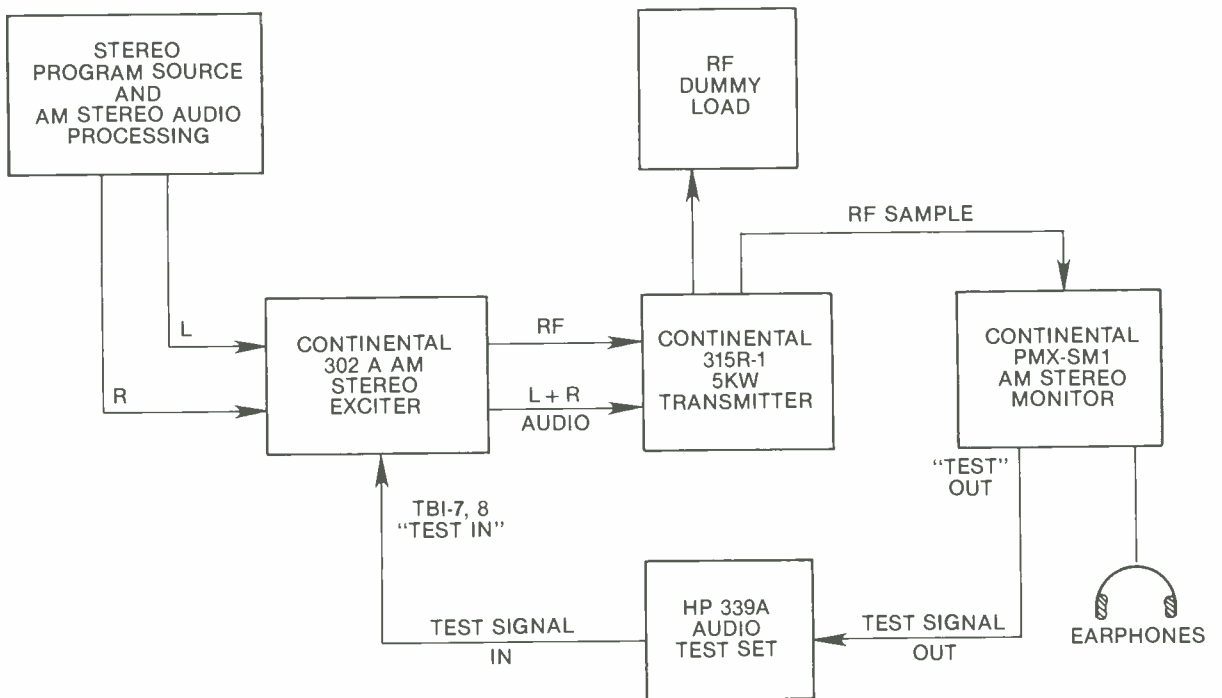 STEREO
PROGRAM SOURCE
AND
AM STEREO AUDIO
PROCESSING
RF
DUMMY
LOAD
RF SAMPLE
L
R
CONTINENTAL
302 A AM
STEREO
EXCITER
RF
L + R
AUDIO
CONTINENTAL
315R-1
5KW
TRANSMITTER
CONTINENTAL
PMX-SM1
AM STEREO
MONITOR
"TEST"
OUT
TBI-7, 8
"TEST IN"
TEST SIGNAL
IN
HP 339A
AUDIO
TEST SET
TEST SIGNAL
OUT
EARPHONES